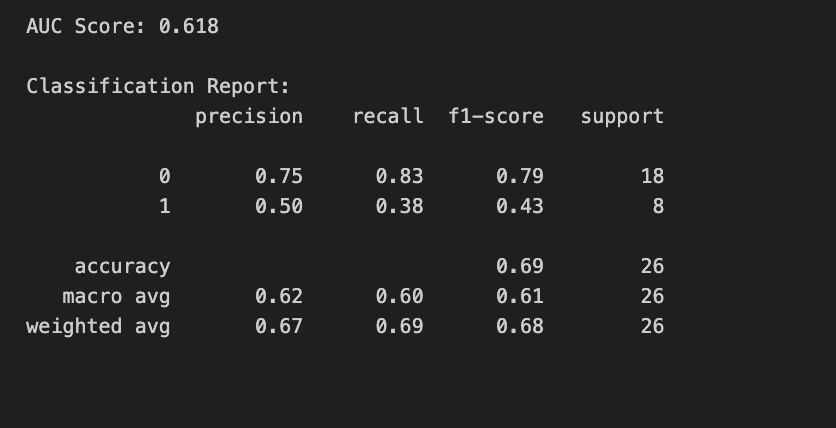 AUC Score: 0.618
Classification Report:
precision recall f1-score support
0 0.75 0.83 0.79 18
1 0.50 0.38 0.43 8
accuracy 0.69 26
macro avg 0.62 0.60 0.61 26
weighted avg 0.67 0.69 0.68 26